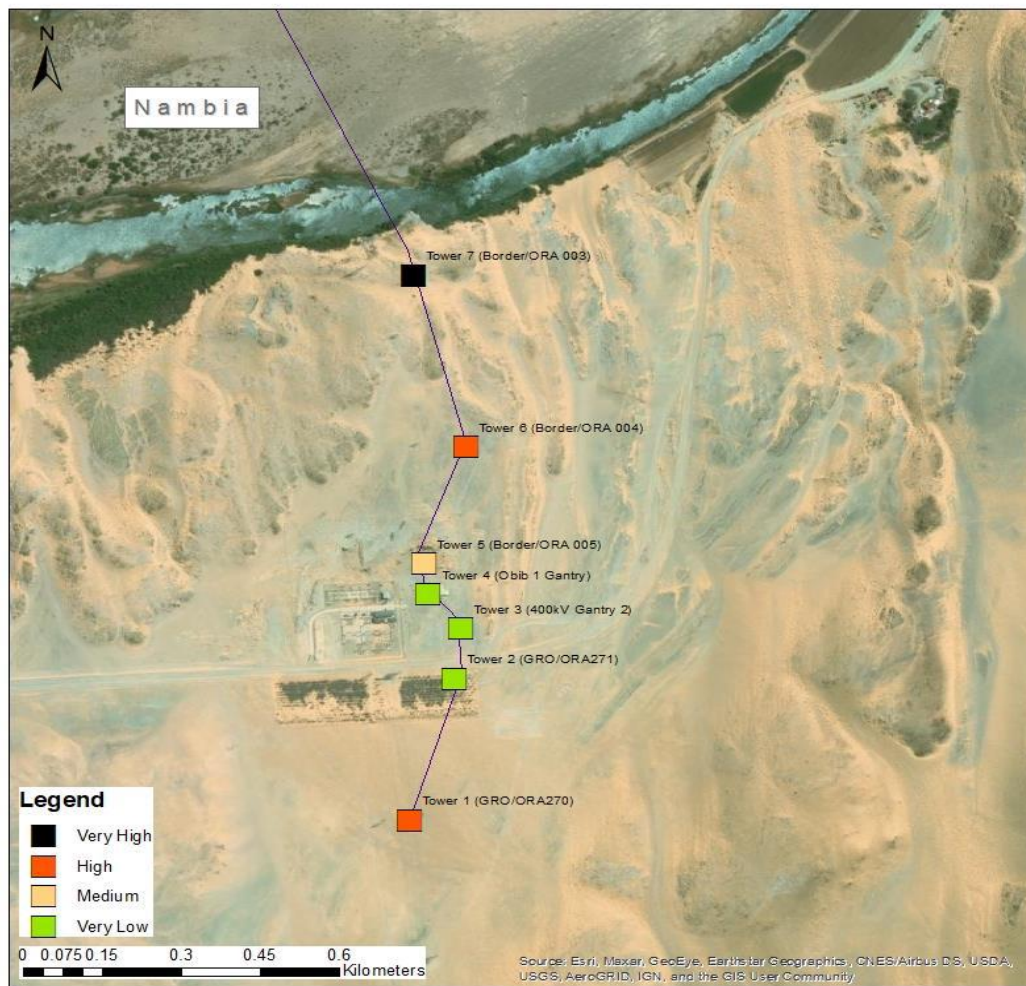 N
Nambia
Tower 7 (Border/ORA 003)
Tower 6 (Border/ORA 004)
Tower 5 (Border/ORA 005)
Tower 4 (Obib 1 Gantry)
Tower 3 (400kV Gantry 2)
Tower 2 (GRO/ORA271)
Tower 1 (GRO/ORA270)
Legend
Very High
High
Medium
Very Low
0 0.075 0.15 0.3 0.45 0.6
Kilometers
Source: Esri, Maxar, GeoEye, Earthstar Geographics, CNES/Airbus DS, USDA,
USGS, AeroGRID, IGN, and the GIS User Community